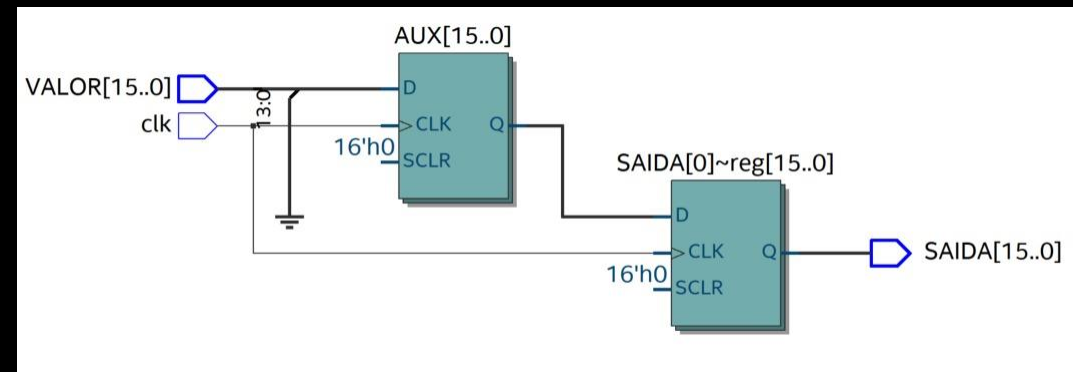 AUX[15..0]
VALOR[15..0]
D
13:0
clk
CLK
Q
16'h0
SCLR
SAIDA[0]~reg[15..0]
D
CLK
Q
SAIDA[15..0]
16'h0
SCLR